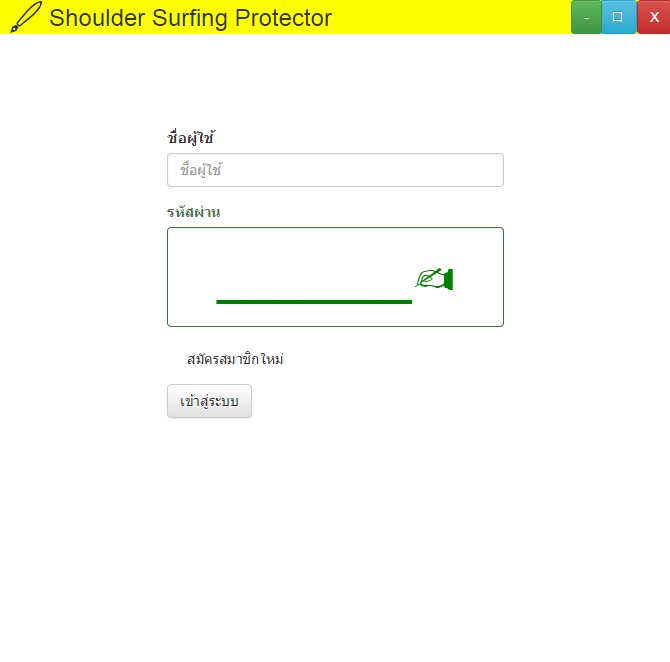 Shoulder Surfing Protector - □ X
ชื่อผู้ใช้
ชื่อผู้ใช้
รหัสผ่าน
สมัครสมาชิกใหม่
เข้าสู่ระบบ